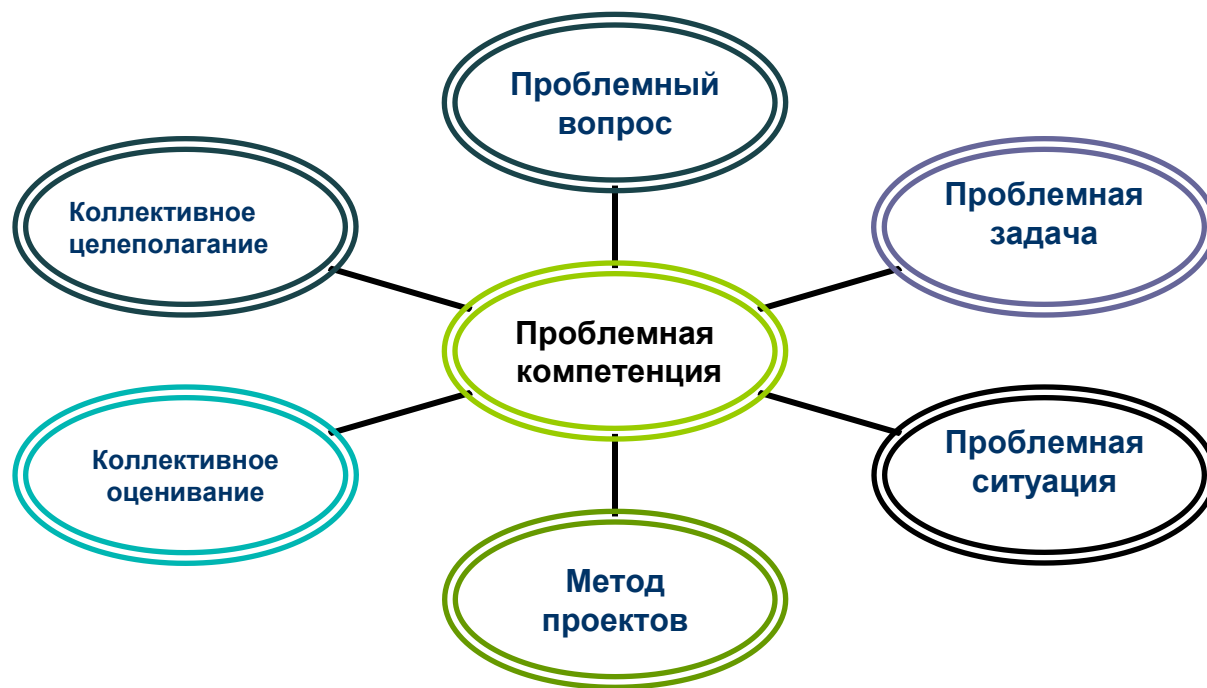 Проблемный
вопрос
Коллективное
целеполагание
Проблемная
задача
Проблемная
компетенция
Коллективное
оценивание
Проблемная
ситуация
Метод
проектов